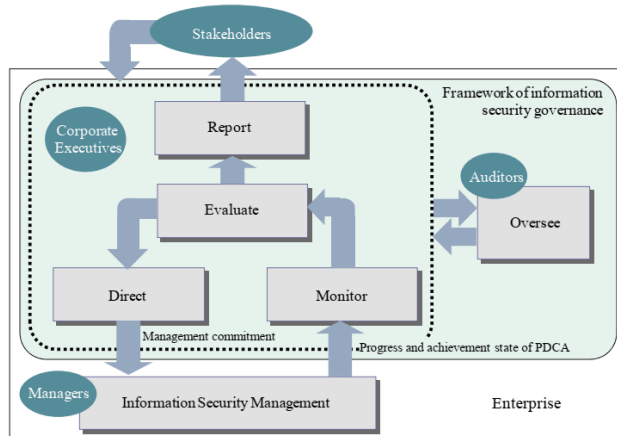 Stakeholders
Framework of information
security governance
Corporate
Executives
Report
Auditors
Evaluate
Oversee
Direct
Monitor
Management commitment
Progress and achievement state of PDCA
Managers
Information Security Management
Enterprise